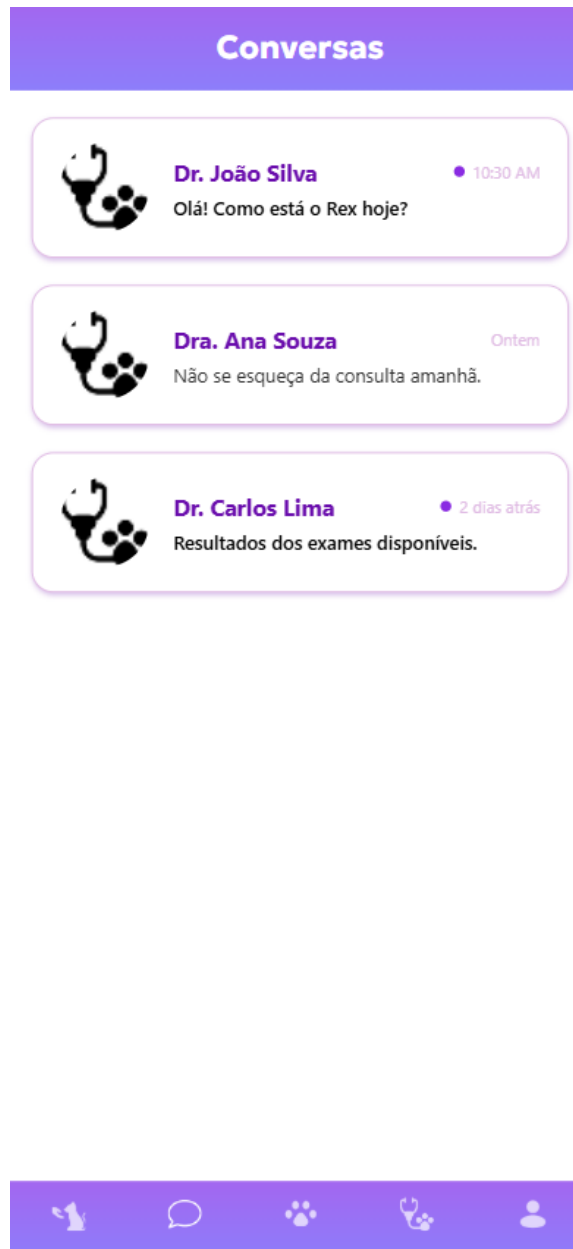 Conversas
Dr. João Silva
10:30 AM
Olá! Como está o Rex hoje?
Dra. Ana Souza
Ontem
Não se esqueça da consulta amanhã.
Dr. Carlos Lima
2 dias atrás
Resultados dos exames disponíveis.